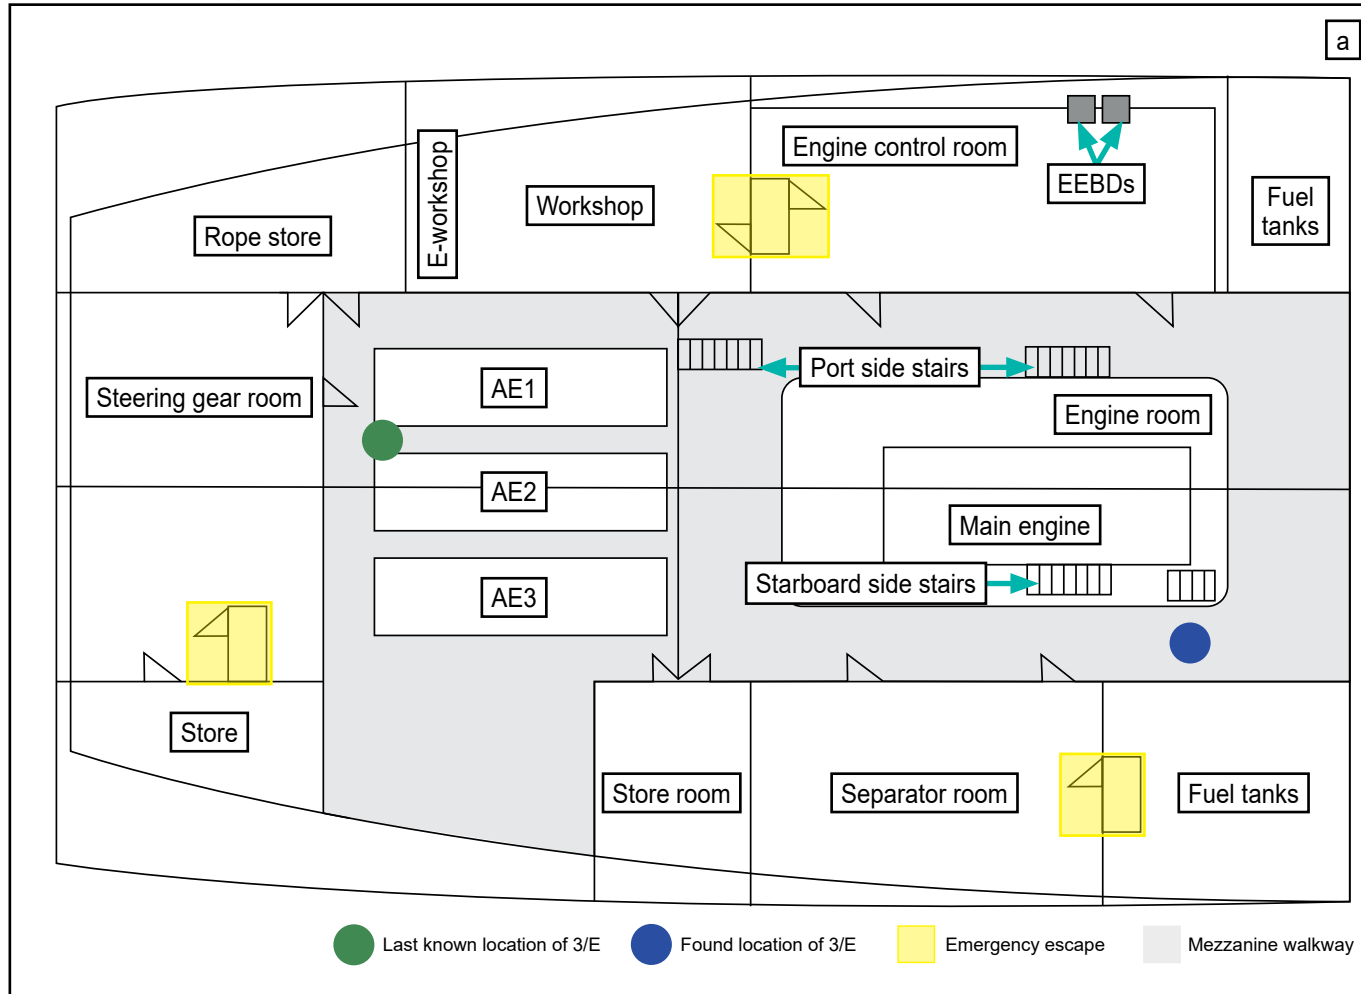 a
Engine control room
EEBDs
E-workshop
Workshop
Fuel
tanks
Rope store
Port side stairs
AE1
Steering gear room
Engine room
AE2
Main engine
Starboard side stairs
AE3
Store
Store room
Separator room
Fuel tanks
Last known location of 3/E
Found location of 3/E
Emergency escape
Mezzanine walkway